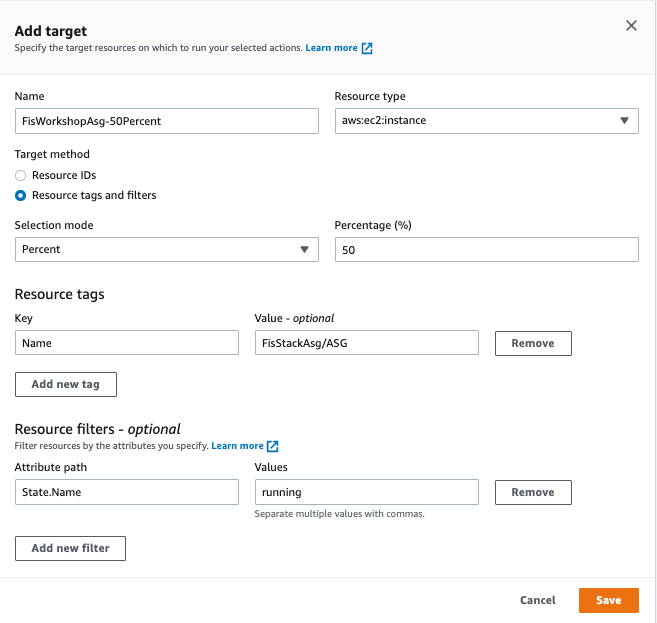 Add target
Specify the target resources on which to run your selected actions. Learn more
Name
Resource type
FisWorkshopAsg-50Percent
aws:ec2:instance
Target method
Resource IDs
Resource tags and filters
Selection mode
Percentage (%)
Percent
50
Resource tags
Key
Value - optional
Name
FisStackAsg/ASG
Remove
Add new tag
Resource filters - optional
Filter resources by the attributes you specify. Learn more
Attribute path
Values
State.Name
running
Remove
Separate multiple values with commas.
Add new filter
Cancel
Save